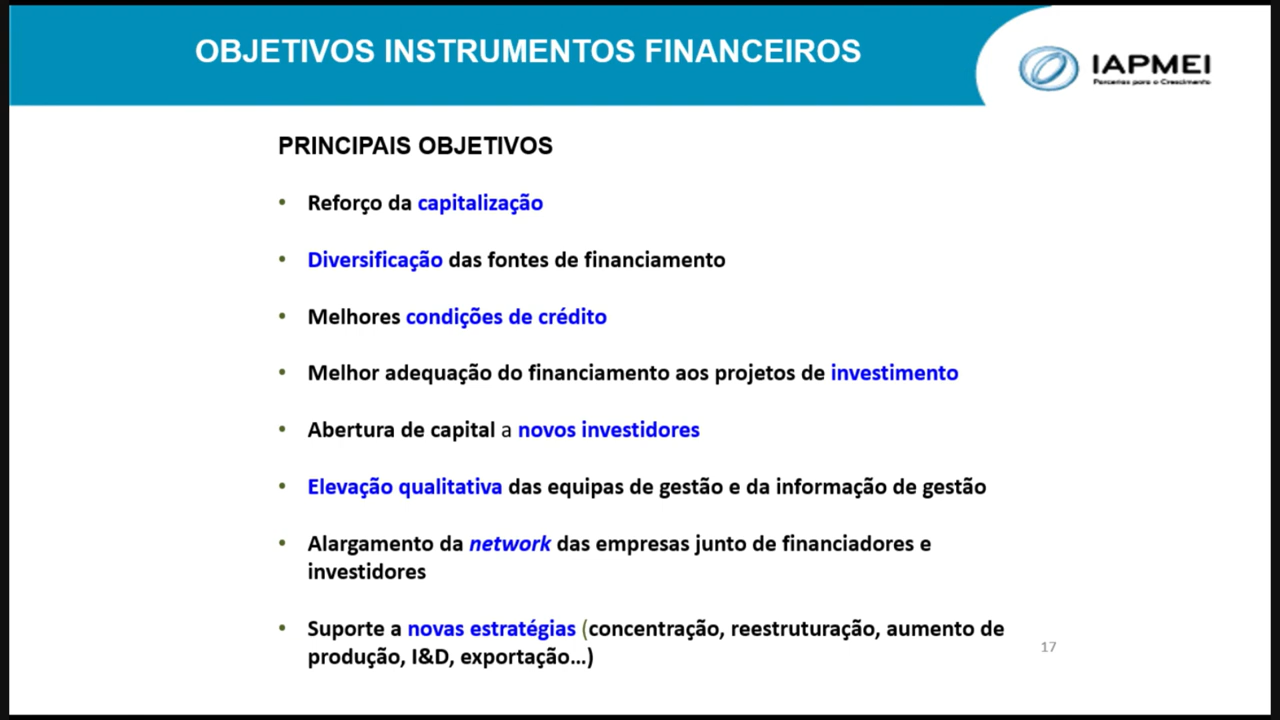 OBJETIVOS INSTRUMENTOS FINANCEIROS
IAPMEI
Parcerias para o Crescimento
PRINCIPAIS OBJETIVOS
• Reforço da capitalização
• Diversificação das fontes de financiamento
• Melhores condições de crédito
• Melhor adequação do financiamento aos projetos de investimento
• Abertura de capital a novos investidores
• Elevação qualitativa das equipas de gestão e da informação de gestão
• Alargamento da network das empresas junto de financiadores e
investidores
• Suporte a novas estratégias (concentração, reestruturação, aumento de
produção, I&D, exportação...)
17